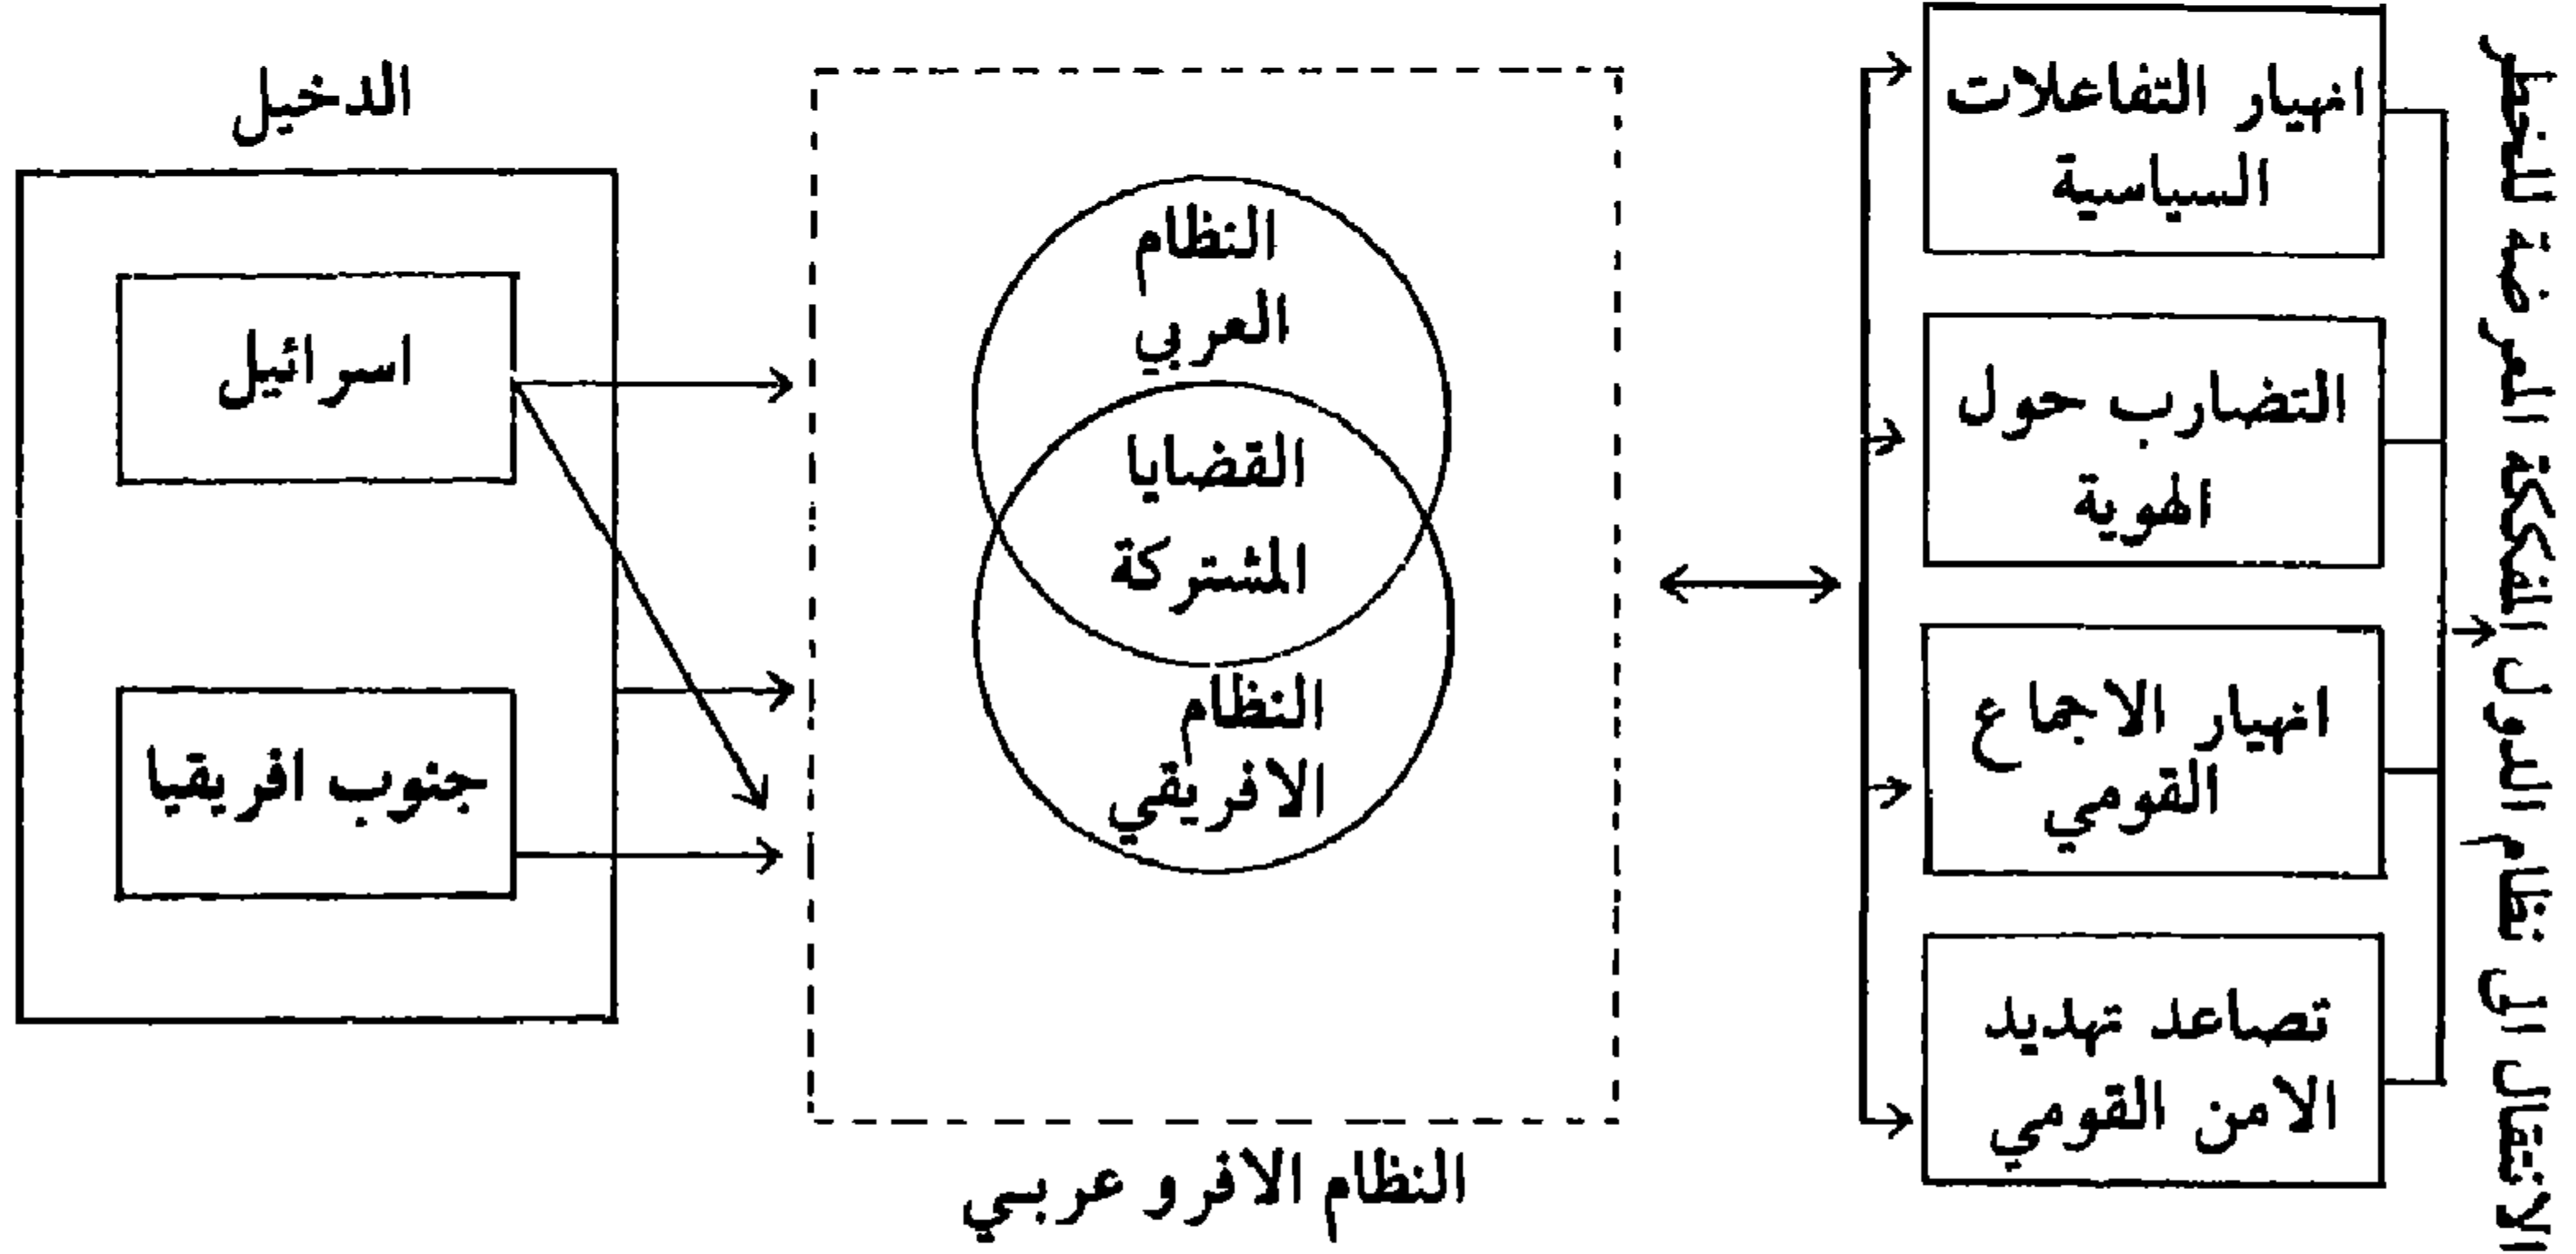 الدخيل
اسرائيل
جنوب افريقيا
النظام
العربي
القضايا
المشتركة
النظام
الافريقي
النظام الافرو عربي
انهيار التفاعلات
السياسية
التضارب حول
الهوية
انهيار الاجماع
القومي
تصاعد تهديد
الامن القومي
الانتقال الى نظام الدول المفككة المعرضة للخطر